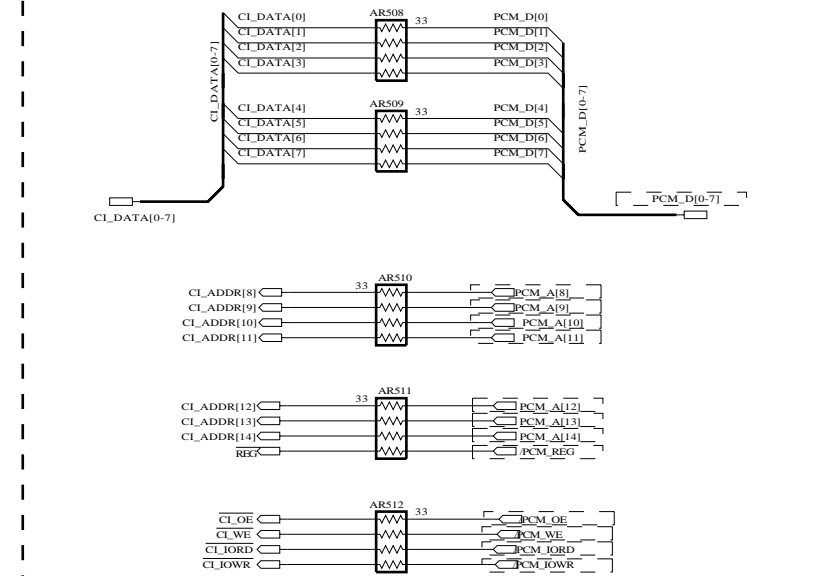 AR508
CI_DATA[0] 33 PCM_D[0]
CI_DATA[1] PCM_D[1]
CI_DATA[2] PCM_D[2]
CI_DATA[3] PCM_D[3]
CI_DATA[0-7]
PCM_D[0-7]
AR509
CI_DATA[4] 33 PCM_D[4]
CI_DATA[5] PCM_D[5]
CI_DATA[6] PCM_D[6]
CI_DATA[7] PCM_D[7]
PCM_D[0-7]
CI_DATA[0-7]
AR510
33
CI_ADDR[8] PCM_A[8]
CI_ADDR[9] PCM_A[9]
CI_ADDR[10] PCM_A[10]
CI_ADDR[11] PCM_A[11]
AR511
33
CI_ADDR[12] PCM_A[12]
CI_ADDR[13] PCM_A[13]
CI_ADDR[14] PCM_A[14]
REG /PCM_REG
AR512
33
CI_OE /PCM_OE
CI_WE /PCM_WE
CI_IORD /PCM_IORD
CI_IOWR /PCM_IOWR